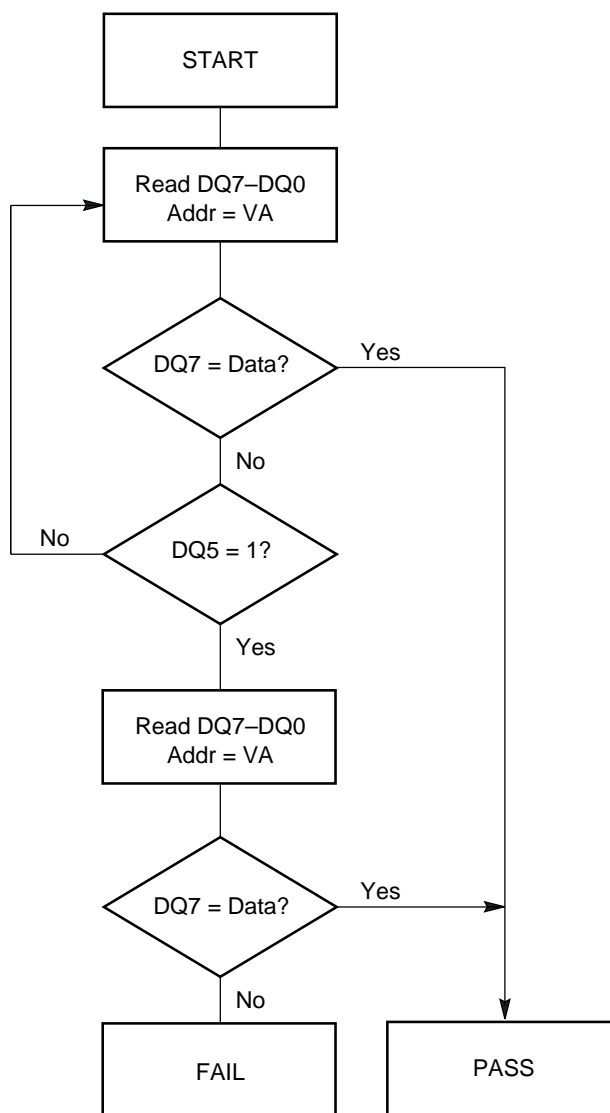 START
Read DQ7–DQ0
Addr = VA
DQ7 = Data?
Yes
No
DQ5 = 1?
No
Yes
Read DQ7–DQ0
Addr = VA
DQ7 = Data?
Yes
No
FAIL
PASS